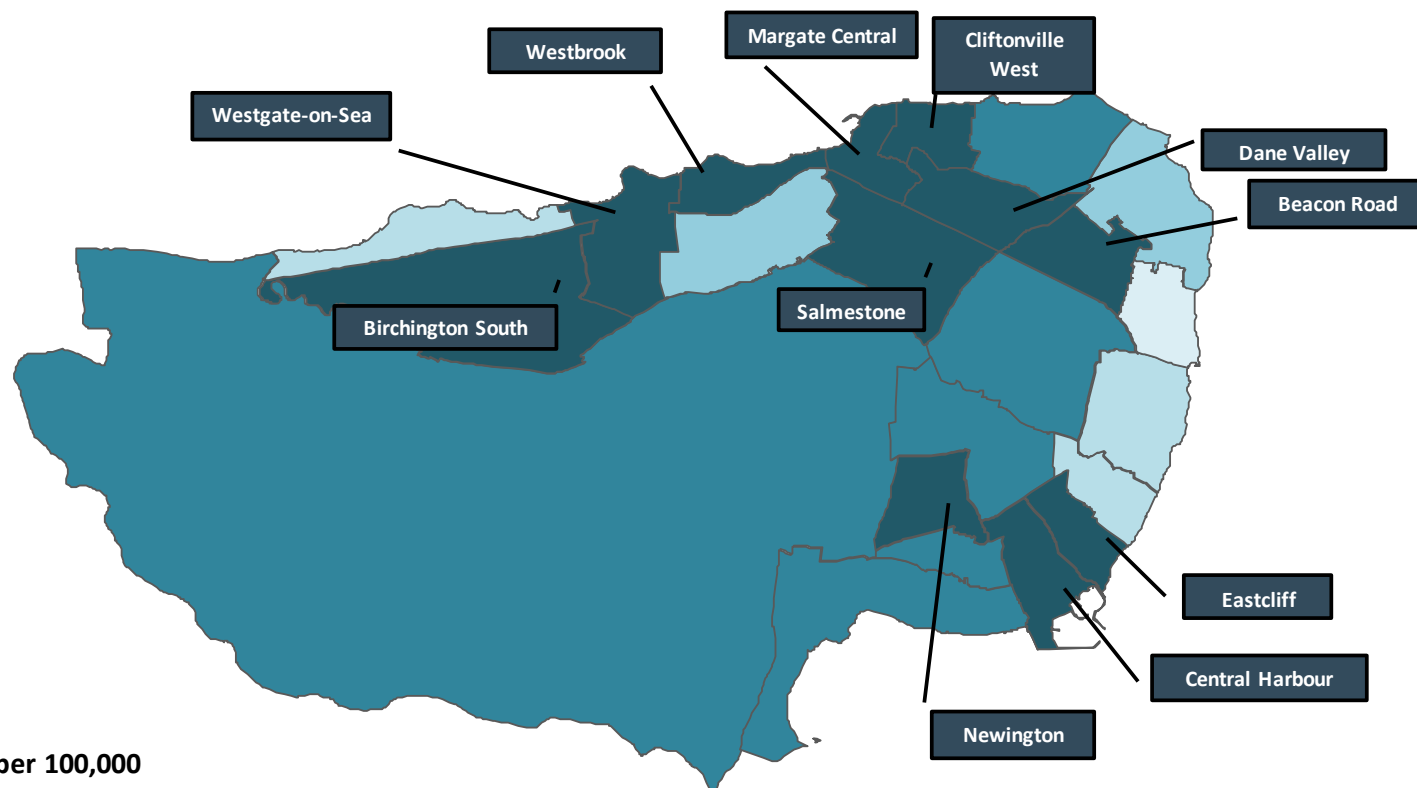 Margate Central
Cliftonville
West
Westbrook
Westgate-on-Sea
Dane Valley
Beacon Road
Salmestone
Birchington South
Eastcliff
Central Harbour
Newington
per 100,000